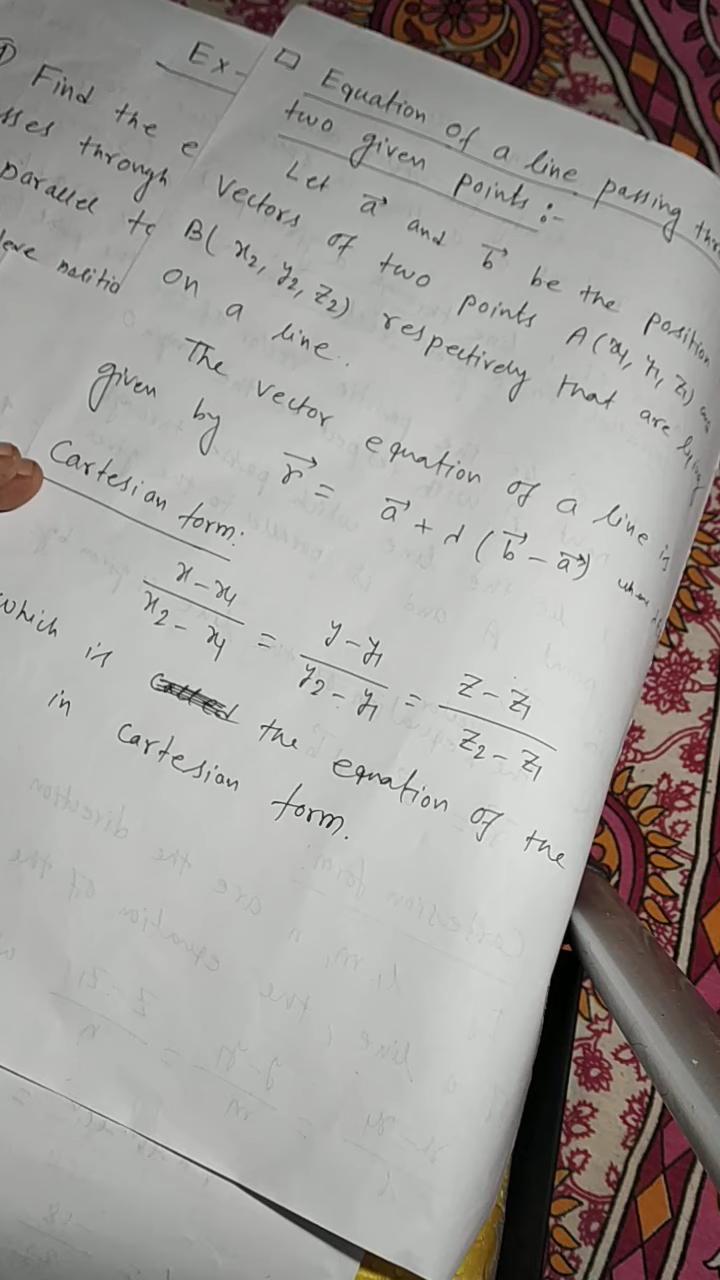 Ex-
① Find the e
sses through
parallel to
□ Equation of a line passing thr
two given points :-
Let a⃗ and b⃗ be the position
vectors of two points A(x₁, y₁, z₁) and
B(x₂, y₂, z₂) respectively that are lying
on a line.
The vector equation of a line is
given by r⃗ = a⃗ + λ (b⃗ - a⃗) where
Cartesian form:
(x - x₁)/(x₂ - x₁) = (y - y₁)/(y₂ - y₁) = (z - z₁)/(z₂ - z₁)
which is the equation of the
in cartesian form.